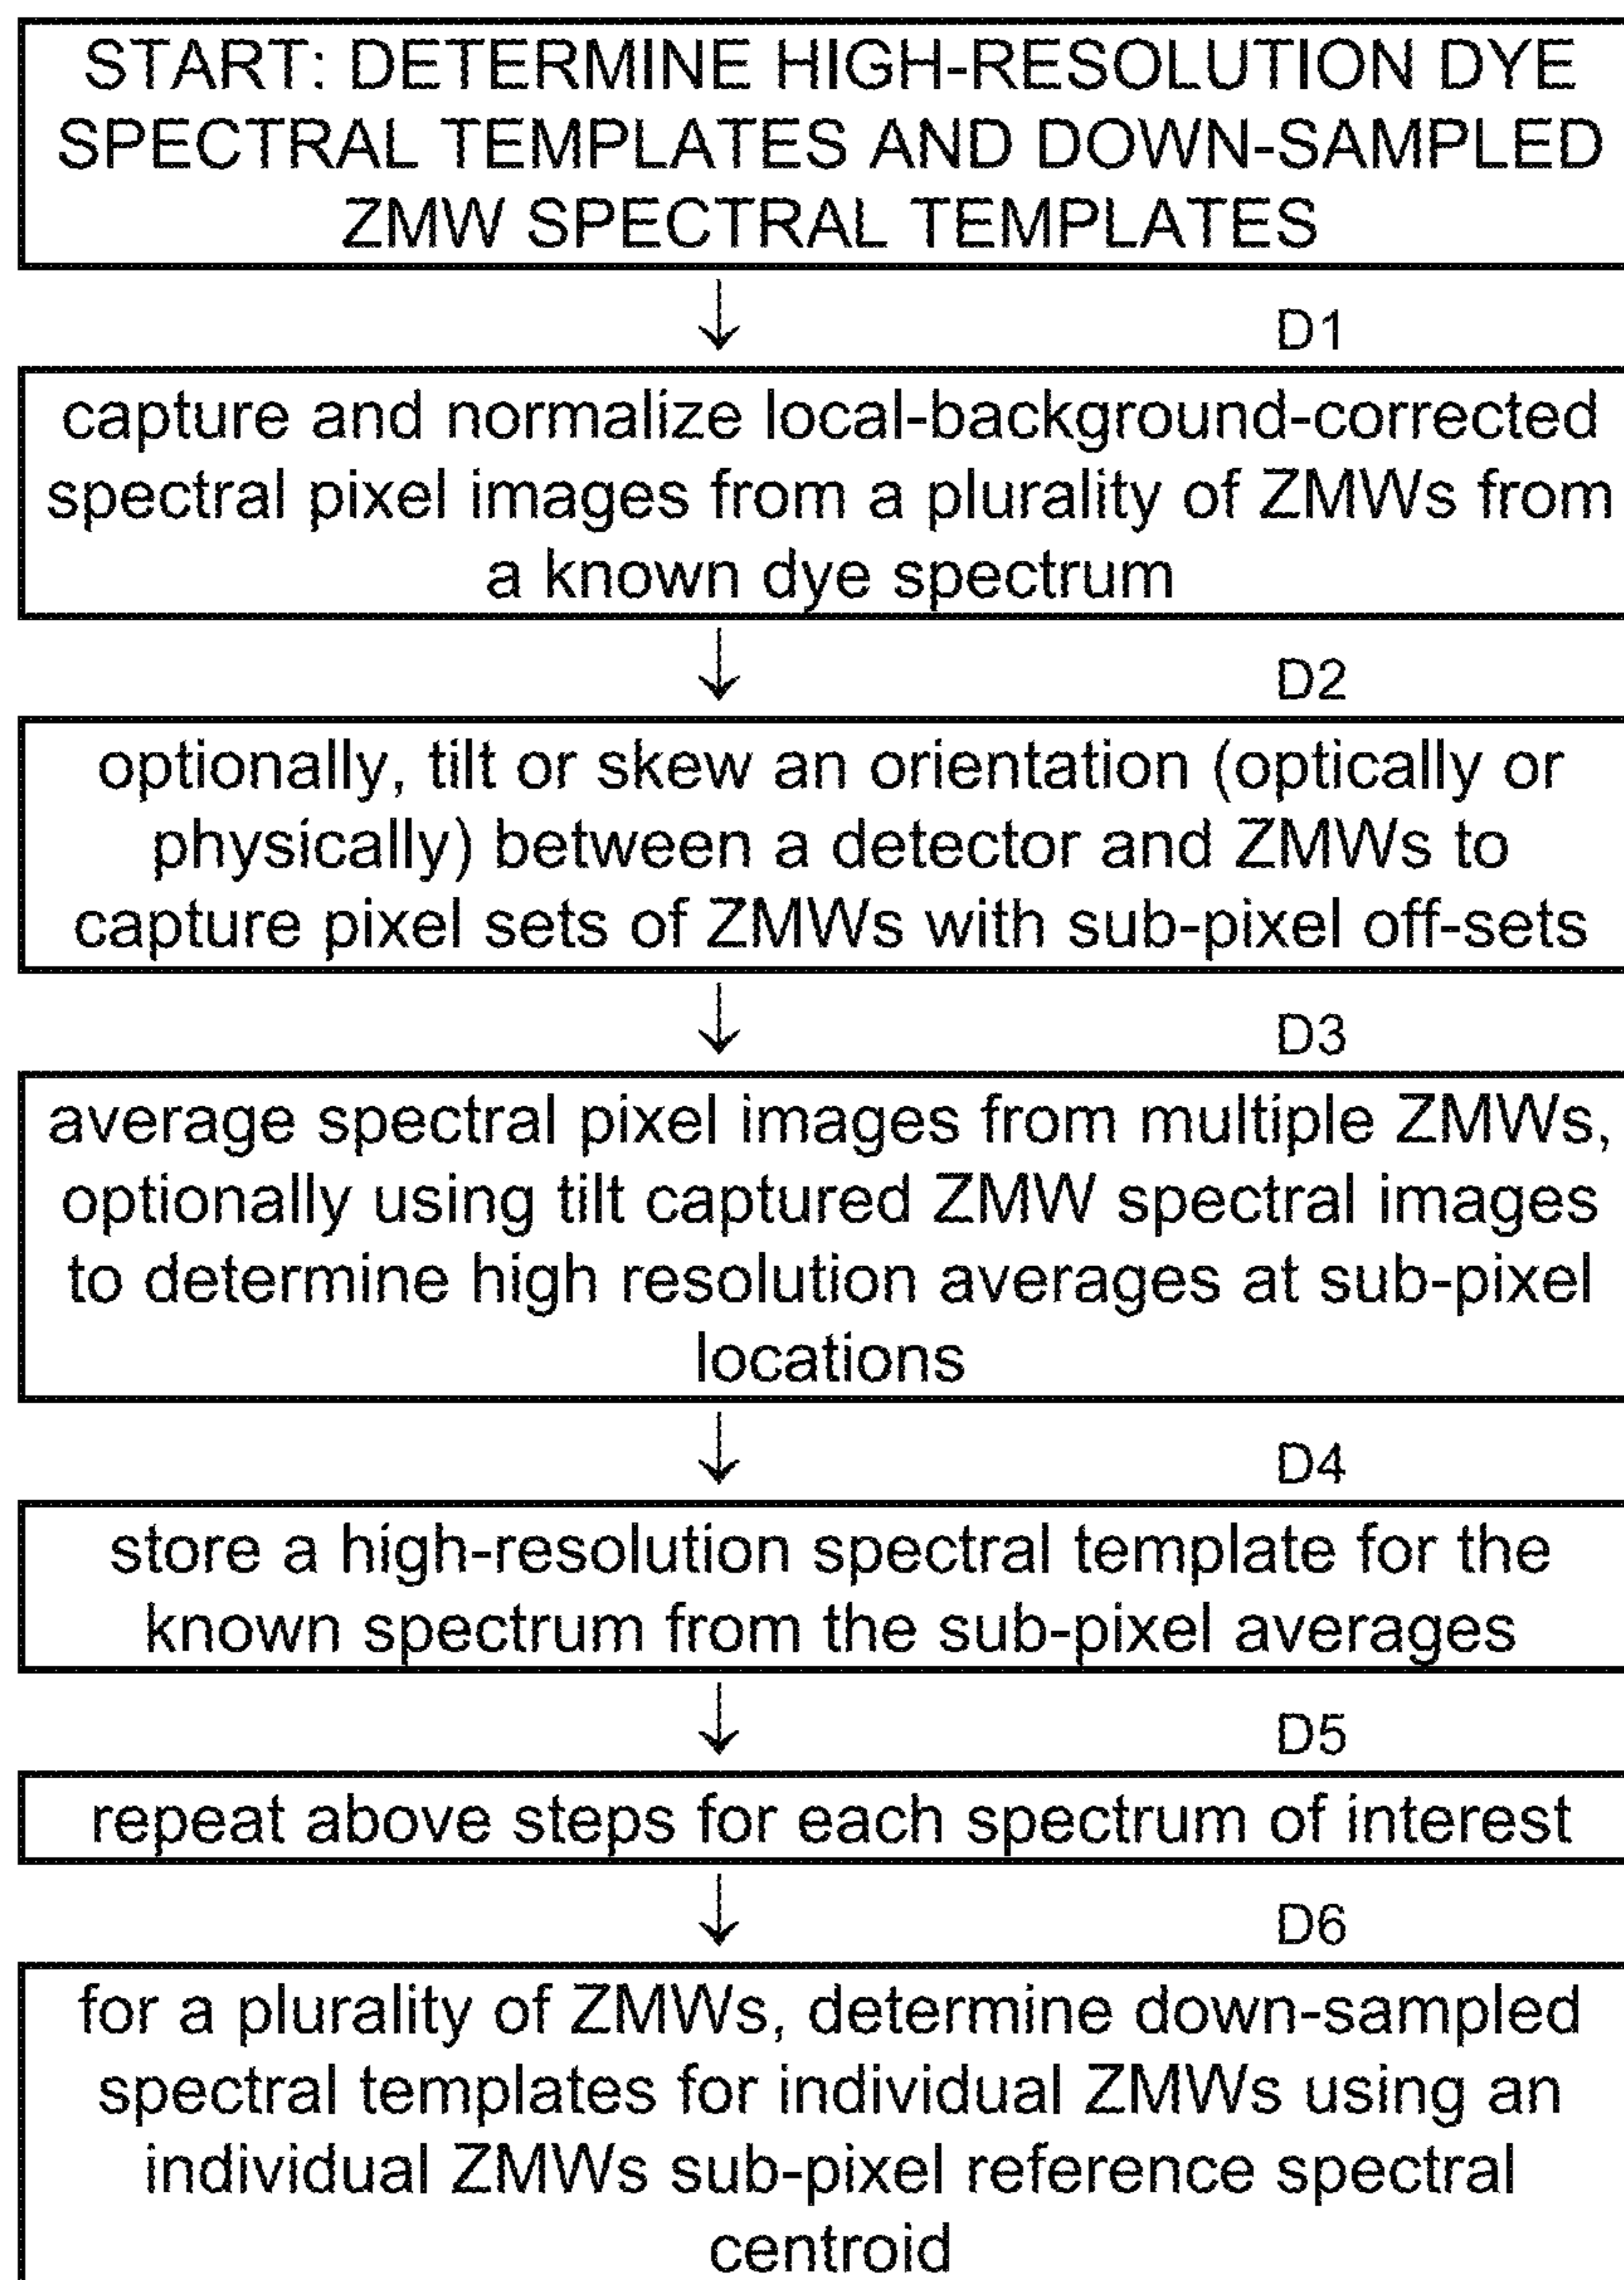 START: DETERMINE HIGH-RESOLUTION DYE
SPECTRAL TEMPLATES AND DOWN-SAMPLED
ZMW SPECTRAL TEMPLATES
D1
capture and normalize local-background-corrected
spectral pixel images from a plurality of ZMWs from
a known dye spectrum
D2
optionally, tilt or skew an orientation (optically or
physically) between a detector and ZMWs to
capture pixel sets of ZMWs with sub-pixel off-sets
D3
average spectral pixel images from multiple ZMWs,
optionally using tilt captured ZMW spectral images
to determine high resolution averages at sub-pixel
locations
D4
store a high-resolution spectral template for the
known spectrum from the sub-pixel averages
D5
repeat above steps for each spectrum of interest
D6
for a plurality of ZMWs, determine down-sampled
spectral templates for individual ZMWs using an
individual ZMWs sub-pixel reference spectral
centroid